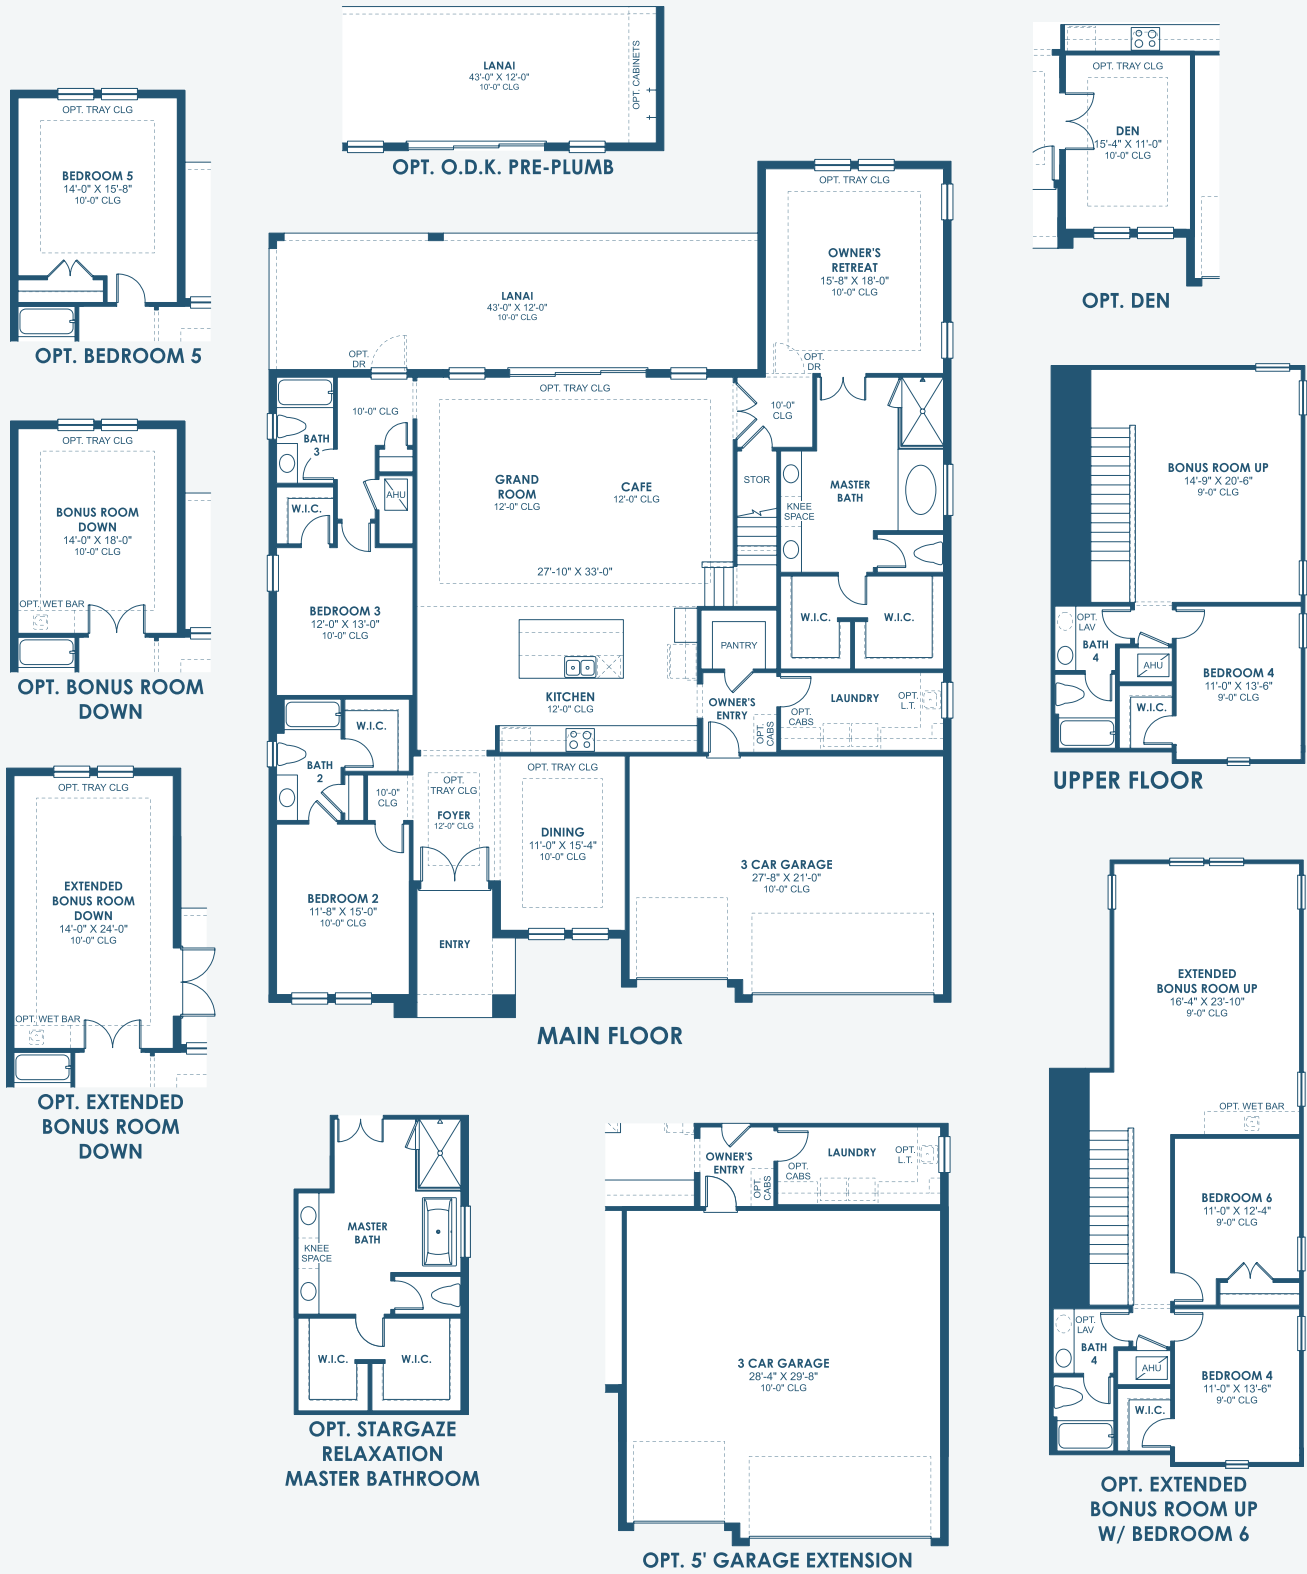 LANAI
43'-0" X 12'-0"
10'-0" CLG
OPT. CABINETS
OPT. O.D.K. PRE-PLUMB
OPT. TRAY CLG
BEDROOM 5
14'-0" X 15'-8"
10'-0" CLG
OPT. BEDROOM 5
OPT. TRAY CLG
BONUS ROOM
DOWN
14'-0" X 18'-0"
10'-0" CLG
OPT. WET BAR
OPT. BONUS ROOM
DOWN
OPT. TRAY CLG
EXTENDED
BONUS ROOM
DOWN
14'-0" X 24'-0"
10'-0" CLG
OPT. WET BAR
OPT. EXTENDED
BONUS ROOM
DOWN
OPT. TRAY CLG
OWNER'S
RETREAT
15'-8" X 18'-0"
10'-0" CLG
LANAI
43'-0" X 12'-0"
10'-0" CLG
OPT.
DR
OPT.
DR
OPT. TRAY CLG
10'-0" CLG
10'-0"
CLG
BATH
3
GRAND
ROOM
12'-0" CLG
CAFE
12'-0" CLG
27'-10" X 33'-0"
STOR
MASTER
BATH
KNEE
SPACE
AHU
W.I.C.
BEDROOM 3
12'-0" X 13'-0"
10'-0" CLG
W.I.C.
W.I.C.
PANTRY
KITCHEN
12'-0" CLG
OWNER'S
ENTRY
OPT.
CABS
OPT.
CABS
LAUNDRY
OPT.
L.T.
W.I.C.
BATH
2
10'-0"
CLG
OPT.
TRAY CLG
FOYER
12'-0" CLG
OPT. TRAY CLG
DINING
11'-0" X 15'-4"
10'-0" CLG
3 CAR GARAGE
27'-8" X 21'-0"
10'-0" CLG
BEDROOM 2
11'-8" X 15'-0"
10'-0" CLG
ENTRY
MAIN FLOOR
OPT. TRAY CLG
DEN
15'-4" X 11'-0"
10'-0" CLG
OPT. DEN
BONUS ROOM UP
14'-9" X 20'-6"
9'-0" CLG
OPT.
LAV
BATH
4
AHU
W.I.C.
BEDROOM 4
11'-0" X 13'-6"
9'-0" CLG
UPPER FLOOR
EXTENDED
BONUS ROOM UP
16'-4" X 23'-10"
9'-0" CLG
OPT. WET BAR
BEDROOM 6
11'-0" X 12'-4"
9'-0" CLG
OPT.
LAV
BATH
4
AHU
W.I.C.
BEDROOM 4
11'-0" X 13'-6"
9'-0" CLG
OPT. EXTENDED
BONUS ROOM UP
W/ BEDROOM 6
MASTER
BATH
KNEE
SPACE
W.I.C.
W.I.C.
OPT. STARGAZE
RELAXATION
MASTER BATHROOM
OWNER'S
ENTRY
OPT.
CABS
OPT.
CABS
LAUNDRY
OPT.
L.T.
3 CAR GARAGE
28'-4" X 29'-8"
10'-0" CLG
OPT. 5' GARAGE EXTENSION